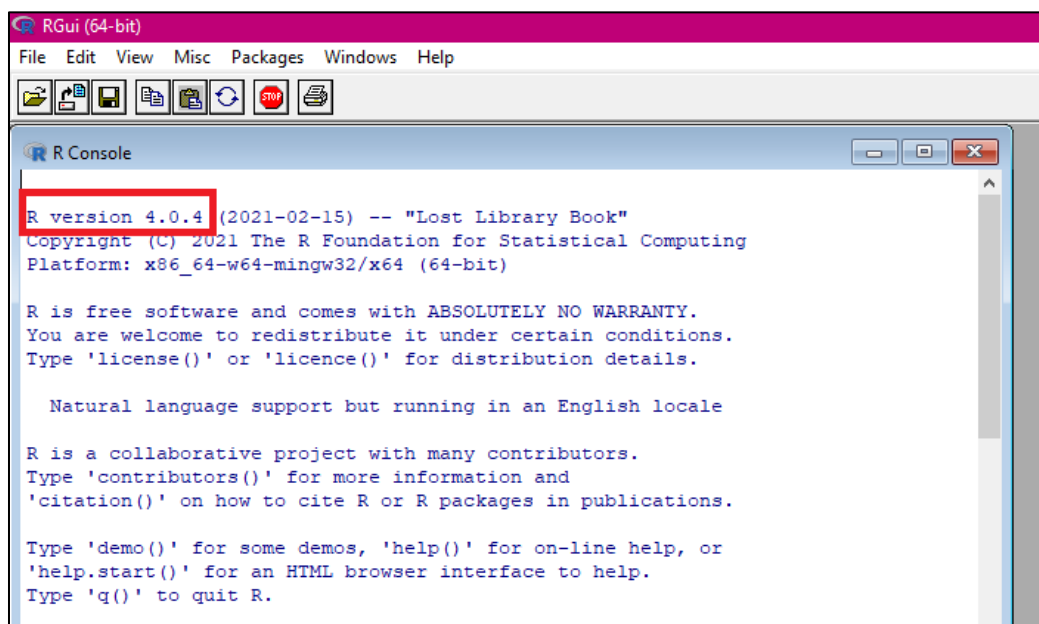 RGui (64-bit)
File Edit View Misc Packages Windows Help
STOP
R Console
R version 4.0.4 (2021-02-15) -- "Lost Library Book"
Copyright (C) 2021 The R Foundation for Statistical Computing
Platform: x86_64-w64-mingw32/x64 (64-bit)
R is free software and comes with ABSOLUTELY NO WARRANTY.
You are welcome to redistribute it under certain conditions.
Type 'license()' or 'licence()' for distribution details.
Natural language support but running in an English locale
R is a collaborative project with many contributors.
Type 'contributors()' for more information and
'citation()' on how to cite R or R packages in publications.
Type 'demo()' for some demos, 'help()' for on-line help, or
'help.start()' for an HTML browser interface to help.
Type 'q()' to quit R.